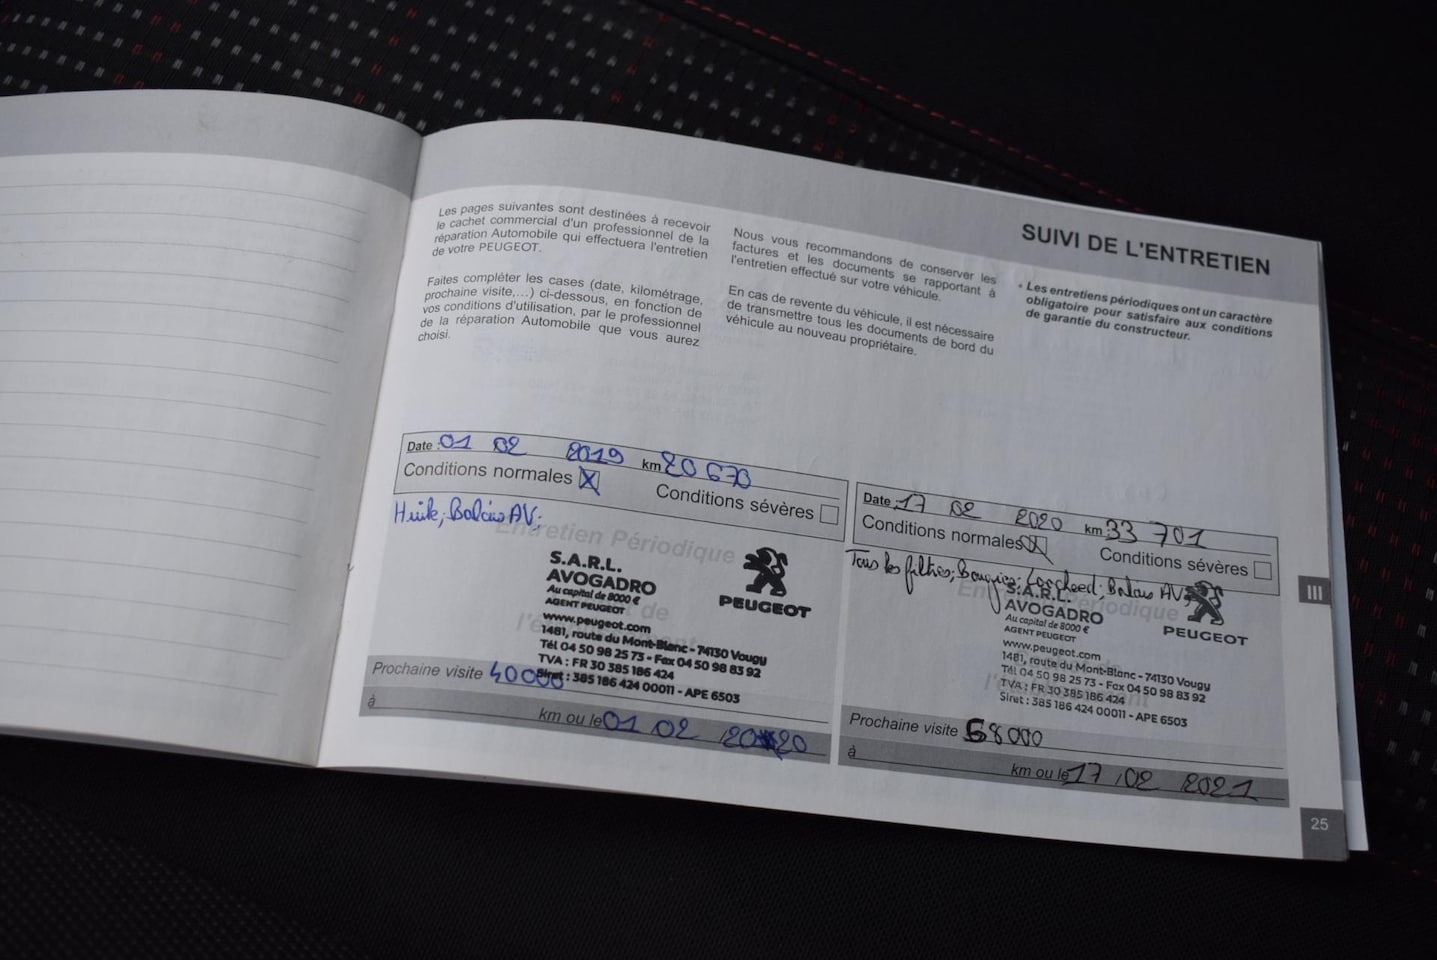 SUIVI DE L'ENTRETIEN
Les pages suivantes sont destinées à recevoir
le cachet commercial d'un professionnel de la
réparation Automobile qui effectuera l'entretien
de votre PEUGEOT.
Faites compléter les cases (date, kilométrage,
prochaine visite,...) ci-dessous, en fonction de
vos conditions d'utilisation, par le professionnel
de la réparation Automobile que vous aurez
choisi.
Nous vous recommandons de conserver les
factures et les documents se rapportant à
l'entretien effectué sur votre véhicule.
En cas de revente du véhicule, il est nécessaire
de transmettre tous les documents de bord du
véhicule au nouveau propriétaire.
Les entretiens périodiques ont un caractère
obligatoire pour satisfaire aux conditions
de garantie du constructeur.
Date : 01 02 2019 km 20 670
Conditions normales X Conditions sévères
Huile, Balais AV.
Entretien Périodique
S.A.R.L.
AVOGADRO
Au capital de 8000 €
AGENT PEUGEOT
PEUGEOT
www.peugeot.com
1481, route du Mont-Blanc - 74130 Vougy
Tél 04 50 98 25 73 - Fax 04 50 98 83 92
TVA : FR 30 385 186 424
Siret : 385 186 424 00011 - APE 6503
Prochaine visite 40 000
à km ou le 01 02 2020
Date : 17 02 2020 km 33 701
Conditions normales X Conditions sévères
Tous les filtres, Bougies, Balais AV,
Entretien Périodique
S.A.R.L.
AVOGADRO
Au capital de 8000 €
AGENT PEUGEOT
PEUGEOT
www.peugeot.com
1481, route du Mont-Blanc - 74130 Vougy
Tél 04 50 98 25 73 - Fax 04 50 98 83 92
TVA : FR 30 385 186 424
Siret : 385 186 424 00011 - APE 6503
Prochaine visite 58 000
à km ou le 17 02 2021
III
25